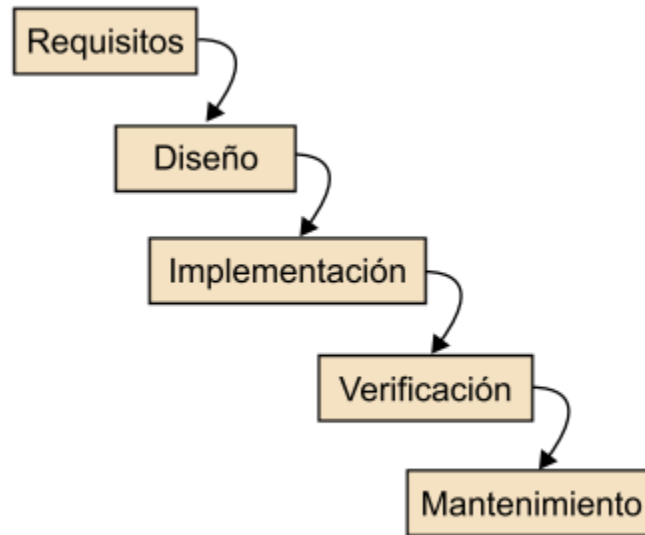 Requisitos
Diseño
Implementación
Verificación
Mantenimiento